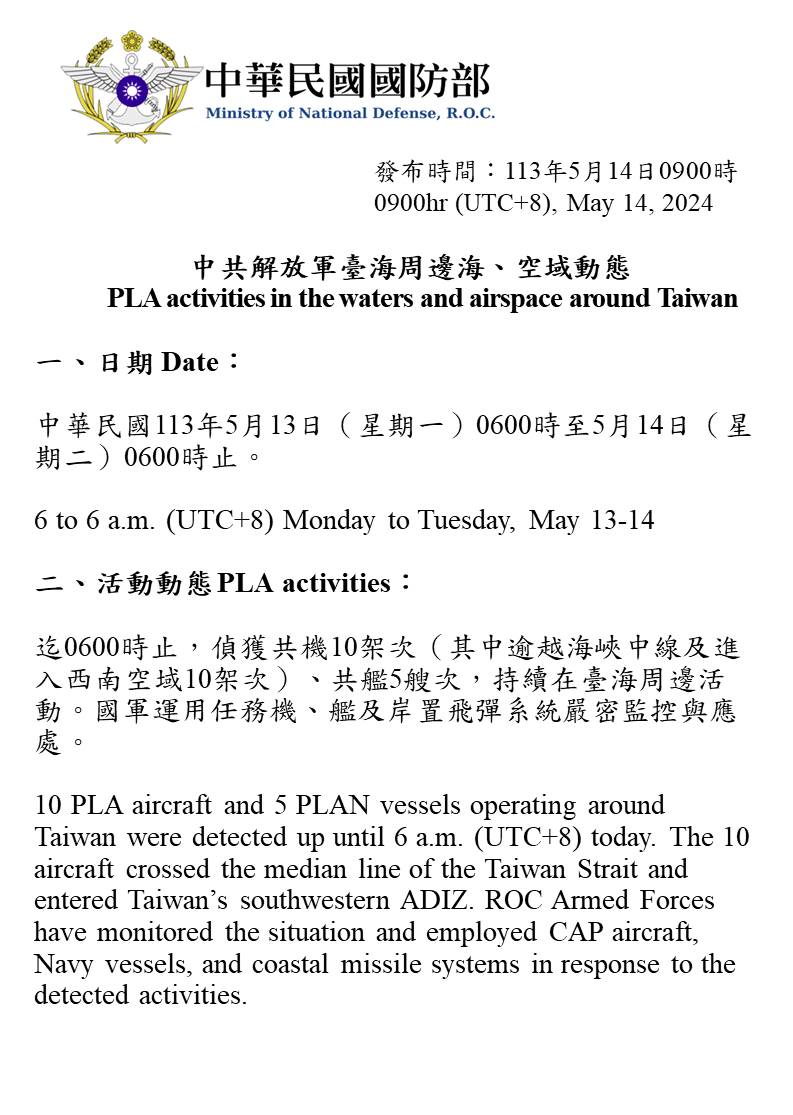 中華民國國防部
Ministry of National Defense, R.O.C.
發布時間：113年5月14日0900時
0900hr (UTC+8), May 14, 2024
中共解放軍臺海周邊海、空域動態
PLA activities in the waters and airspace around Taiwan
一、日期 Date：
中華民國113年5月13日（星期一）0600時至5月14日（星
期二）0600時止。
6 to 6 a.m. (UTC+8) Monday to Tuesday, May 13-14
二、活動動態 PLA activities：
迄0600時止，偵獲共機10架次（其中逾越海峽中線及進
入西南空域10架次）、共艦5艘次，持續在臺海周邊活
動。國軍運用任務機、艦及岸置飛彈系統嚴密監控與應
處。
10 PLA aircraft and 5 PLAN vessels operating around
Taiwan were detected up until 6 a.m. (UTC+8) today. The 10
aircraft crossed the median line of the Taiwan Strait and
entered Taiwan’s southwestern ADIZ. ROC Armed Forces
have monitored the situation and employed CAP aircraft,
Navy vessels, and coastal missile systems in response to the
detected activities.